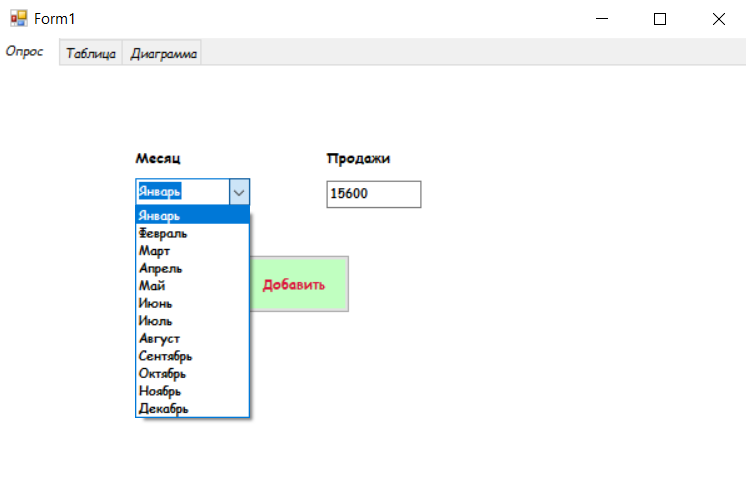 Form1
Опрос Таблица Диаграмма
Месяц Продажи
Январь 15600
Январь
Февраль
Март
Апрель
Май
Июнь
Июль
Август
Сентябрь
Октябрь
Ноябрь
Декабрь
Добавить